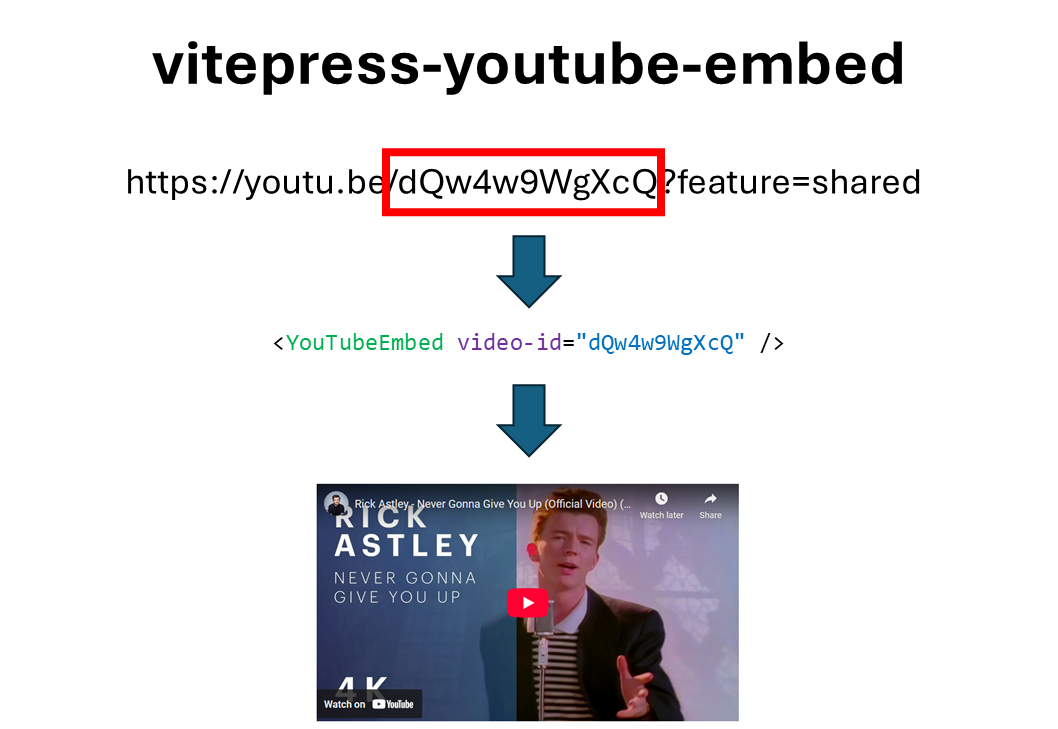 vitepress-youtube-embed
https://youtu.be/dQw4w9WgXcQ?feature=shared
<YouTubeEmbed video-id="dQw4w9WgXcQ" />
Rick Astley - Never Gonna Give You Up (Official Video) (...
Watch later
Share
RICK
ASTLEY
NEVER GONNA
GIVE YOU UP
4K
Watch on YouTube